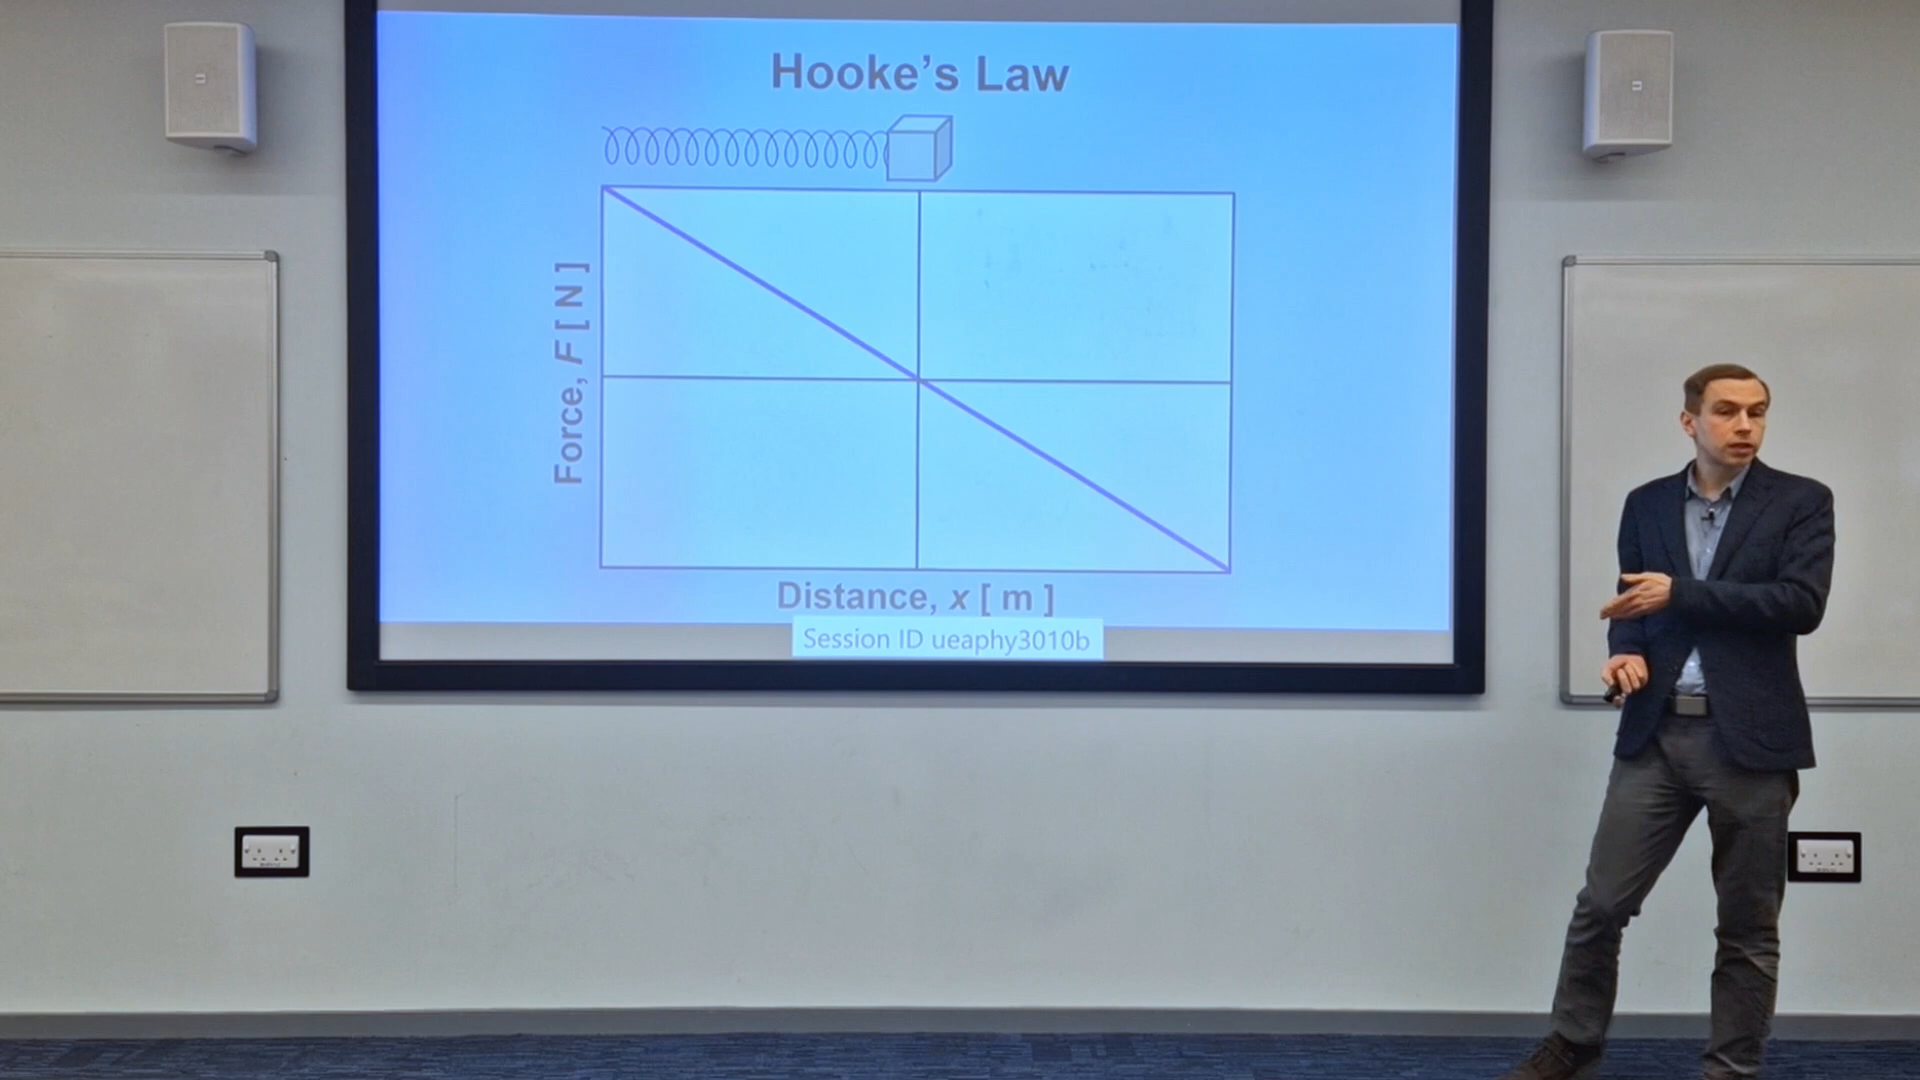 Hooke’s Law
Force, F [ N ]
Distance, x [ m ]
Session ID ueaphy3010b